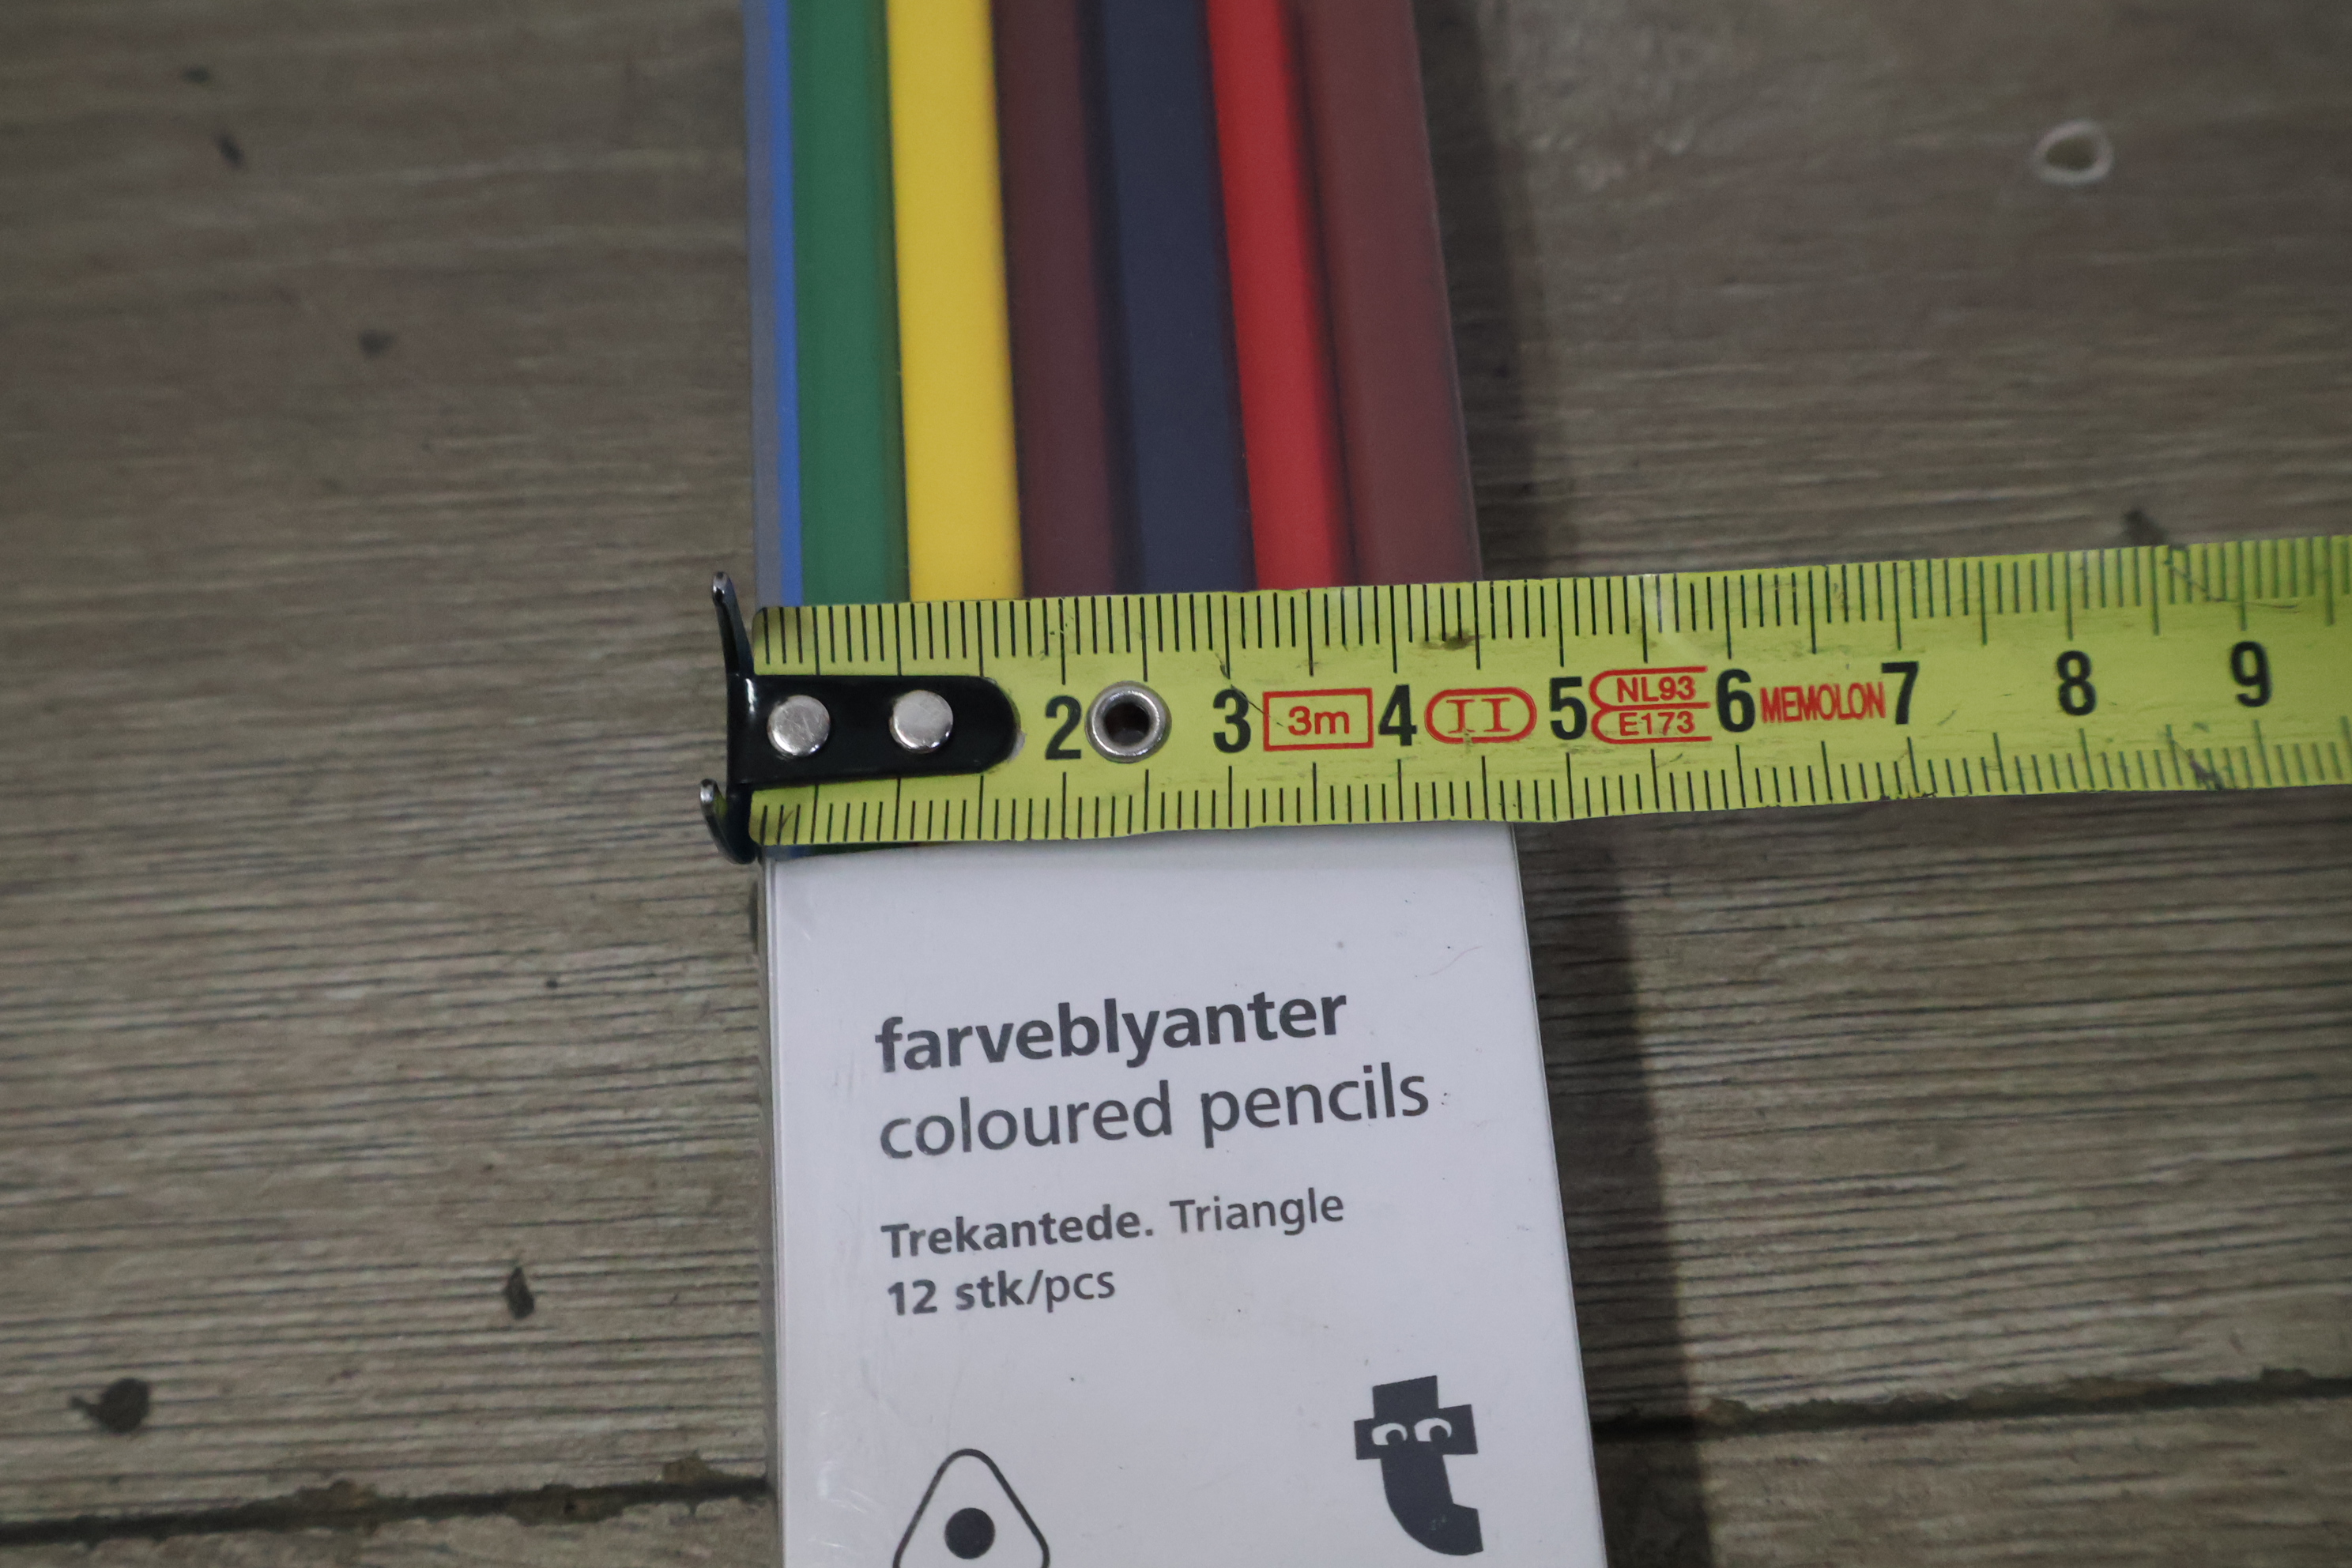 2 3 3m 4 II 5 NL93 6 MEMOLON 7 8 9
E173
farveblyanter
coloured pencils
Trekantede. Triangle
12 stk/pcs